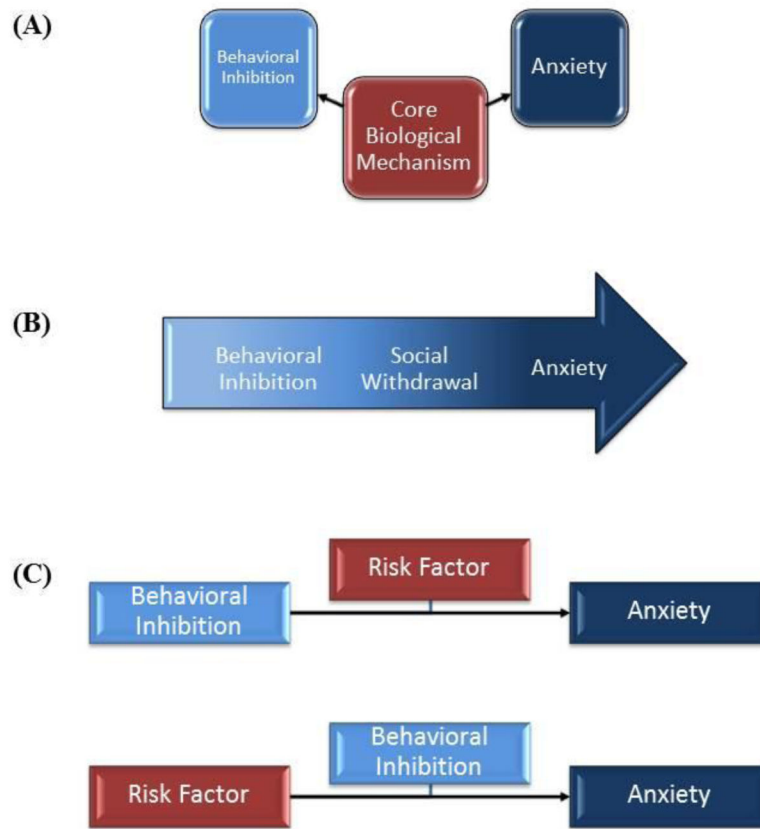 (A)
Behavioral
Inhibition
Core
Biological
Mechanism
Anxiety
(B)
Behavioral
Inhibition
Social
Withdrawal
Anxiety
(C)
Risk Factor
Behavioral
Inhibition
Anxiety
Behavioral
Inhibition
Risk Factor
Anxiety